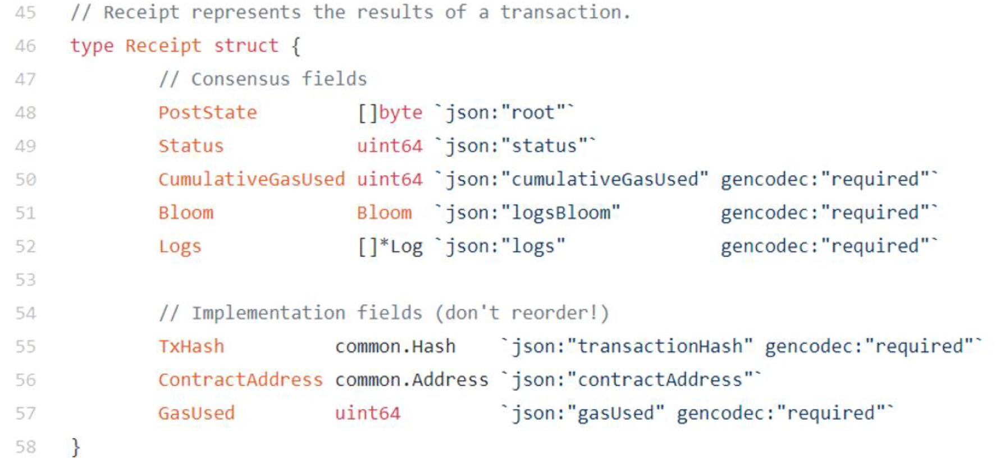 45 // Receipt represents the results of a transaction.
46 type Receipt struct {
47 // Consensus fields
48 PostState []byte `json:"root"`
49 Status uint64 `json:"status"`
50 CumulativeGasUsed uint64 `json:"cumulativeGasUsed" gencodec:"required"`
51 Bloom Bloom `json:"logsBloom" gencodec:"required"`
52 Logs []*Log `json:"logs" gencodec:"required"`
53
54 // Implementation fields (don't reorder!)
55 TxHash common.Hash `json:"transactionHash" gencodec:"required"`
56 ContractAddress common.Address `json:"contractAddress"`
57 GasUsed uint64 `json:"gasUsed" gencodec:"required"`
58 }